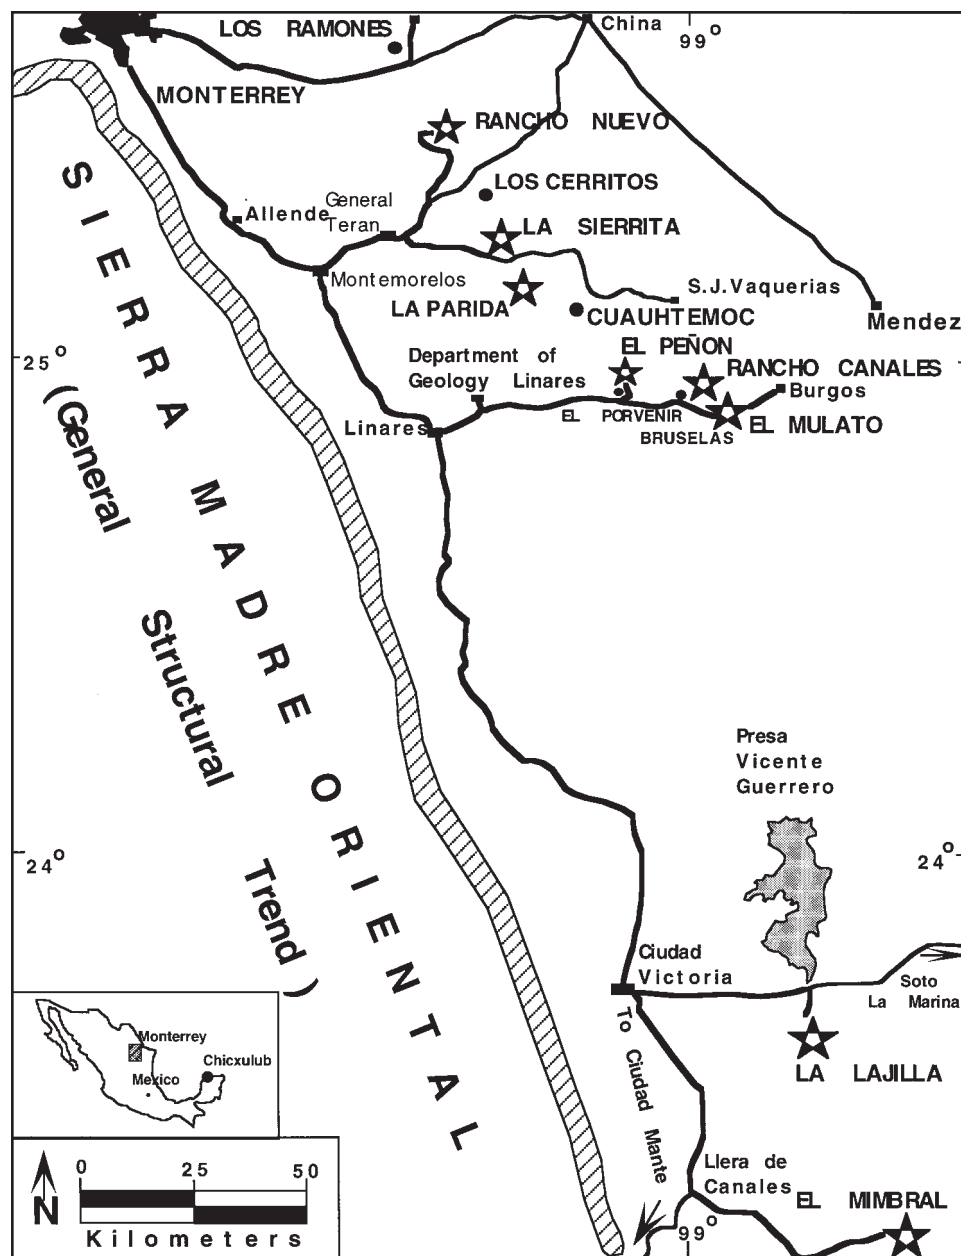 LOS RAMONES
China
99°
MONTERREY
RANCHO NUEVO
LOS CERRITOS
General
Teran
Allende
LA SIERRITA
Montemorelos
S.J.Vaquerias
LA PARIDA
CUAUHTEMOC
Mendez
EL PEÑON
25°
Department of
Geology Linares
RANCHO CANALES
Burgos
EL PORVENIR
Linares
BRUSELAS
EL MULATO
SIERRA MADRE ORIENTAL
(General Structural Trend)
Presa
Vicente
Guerrero
24°
24°
Ciudad
Victoria
Soto
La Marina
To Ciudad Mante
LA LAJILLA
Monterrey
Chicxulub
Mexico
Llera de
Canales
EL MIMBRAL
99°
N
0 25 50
Kilometers